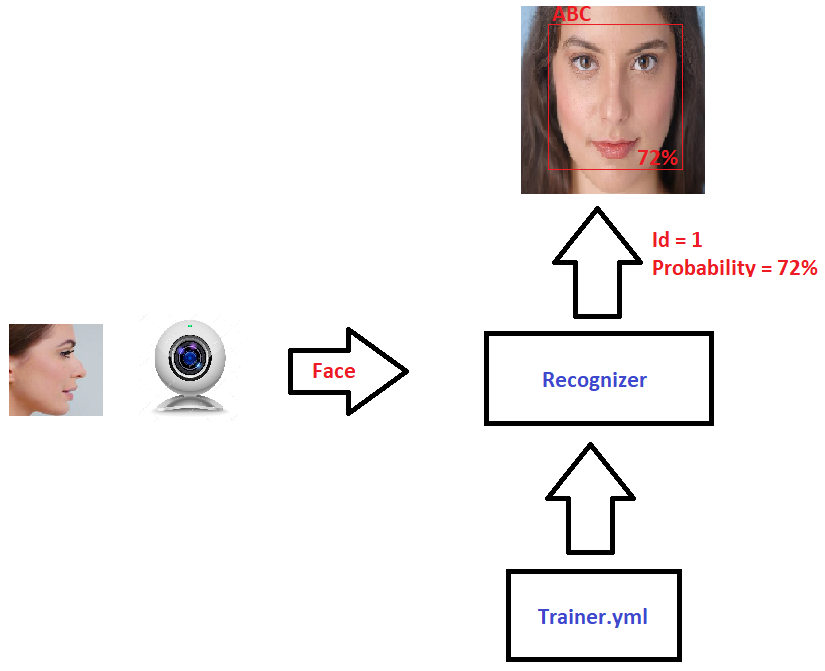 ABC
72%
Id = 1
Probability = 72%
Face
Recognizer
Trainer.yml